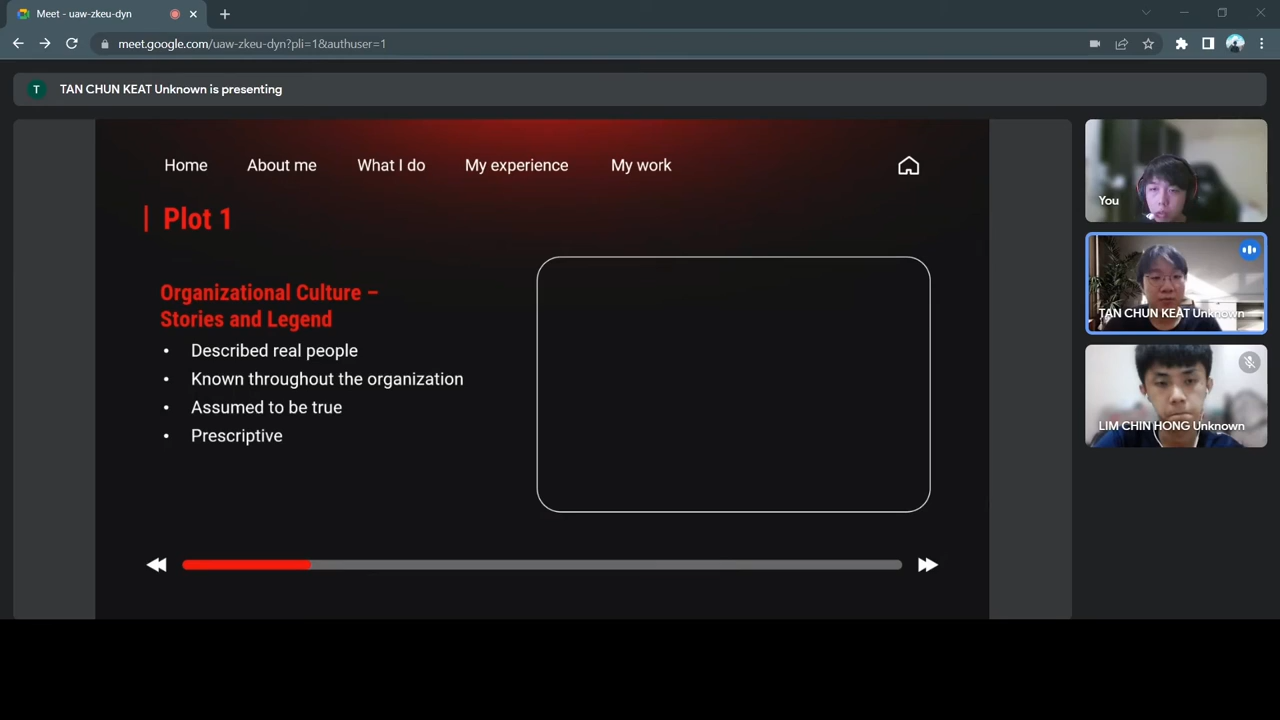 Meet - uaw-zkeu-dyn
meet.google.com/uaw-zkeu-dyn?pli=1&authuser=1
T
TAN CHUN KEAT Unknown is presenting
Home About me What I do My experience My work
Plot 1
Organizational Culture –
Stories and Legend
• Described real people
• Known throughout the organization
• Assumed to be true
• Prescriptive
You
TAN CHUN KEAT Unknown
LIM CHIN HONG Unknown